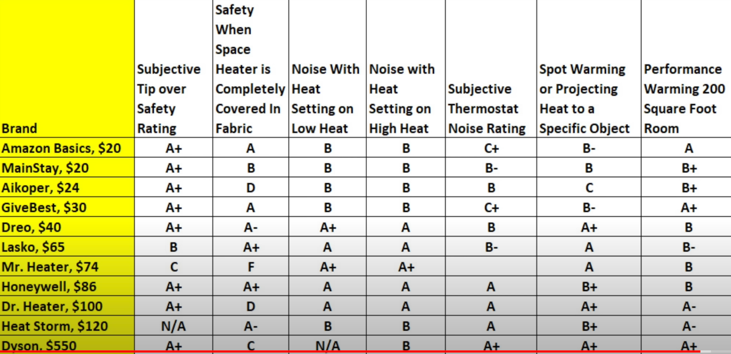 Brand | Subjective Tip over Safety Rating | Safety When Space Heater is Completely Covered In Fabric | Noise With Heat Setting on Low Heat | Noise with Heat Setting on High Heat | Subjective Thermostat Noise Rating | Spot Warming or Projecting Heat to a Specific Object | Performance Warming 200 Square Foot Room
Amazon Basics, $20 | A+ | A | B | B | C+ | B- | A
MainStay, $20 | A+ | B | B | B | B- | B | B+
Aikoper, $24 | A+ | D | B | B | B | C | B+
GiveBest, $30 | A+ | A | B | B | C+ | B- | A+
Dreo, $40 | A+ | A- | A+ | A | B | A+ | B
Lasko, $65 | B | A+ | A | A | B- | A | B-
Mr. Heater, $74 | C | F | A+ | A+ | | A | B
Honeywell, $86 | A+ | A+ | A | A | A | B+ | B
Dr. Heater, $100 | A+ | D | A | A | A | A+ | A-
Heat Storm, $120 | N/A | A- | B | B | A | B+ | A-
Dyson, $550 | A+ | C | N/A | B | A+ | A+ | A+